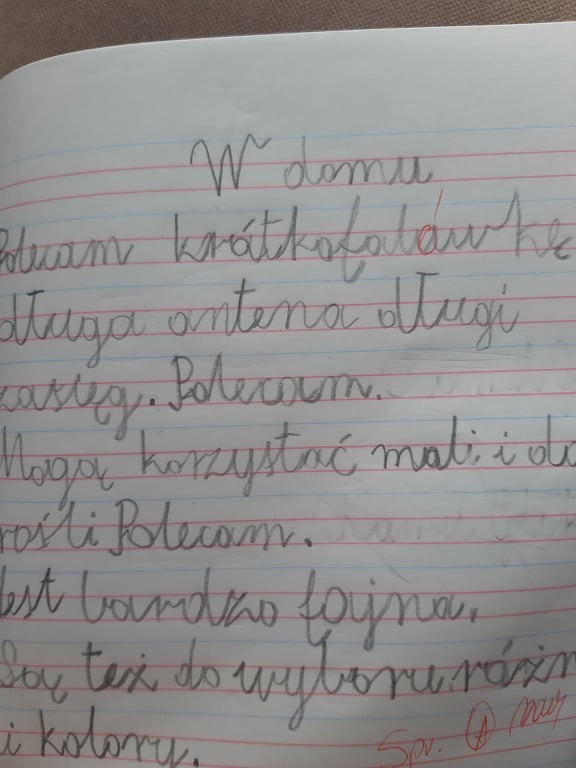 W domu
Polecam krótkofalówkę
długa antena długi
zasięg. Polecam.
Mogą korzystać mali i do
rośli Polecam.
Jest bardzo fajna.
Są też do wyboru różn
i kolory.
Spr.